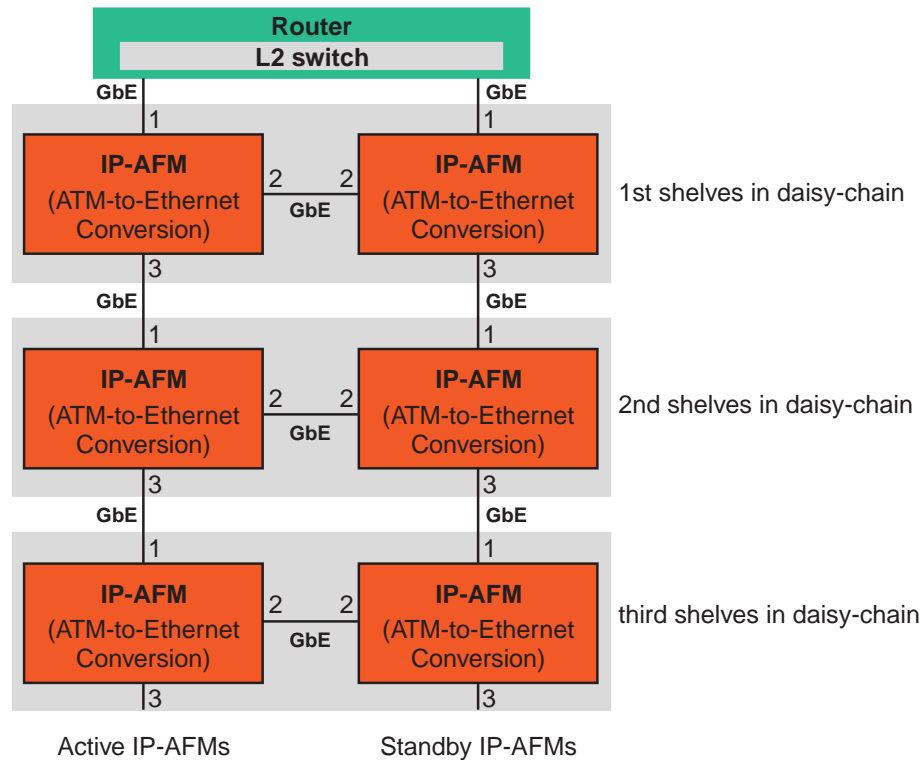 Router
L2 switch
GbE GbE
1 1
IP-AFM IP-AFM
(ATM-to-Ethernet 2 2 (ATM-to-Ethernet 1st shelves in daisy-chain
Conversion) GbE Conversion)
3 3
GbE GbE
1 1
IP-AFM IP-AFM
(ATM-to-Ethernet 2 2 (ATM-to-Ethernet 2nd shelves in daisy-chain
Conversion) GbE Conversion)
3 3
GbE GbE
1 1
IP-AFM IP-AFM
(ATM-to-Ethernet 2 2 (ATM-to-Ethernet third shelves in daisy-chain
Conversion) GbE Conversion)
3 3
Active IP-AFMs Standby IP-AFMs